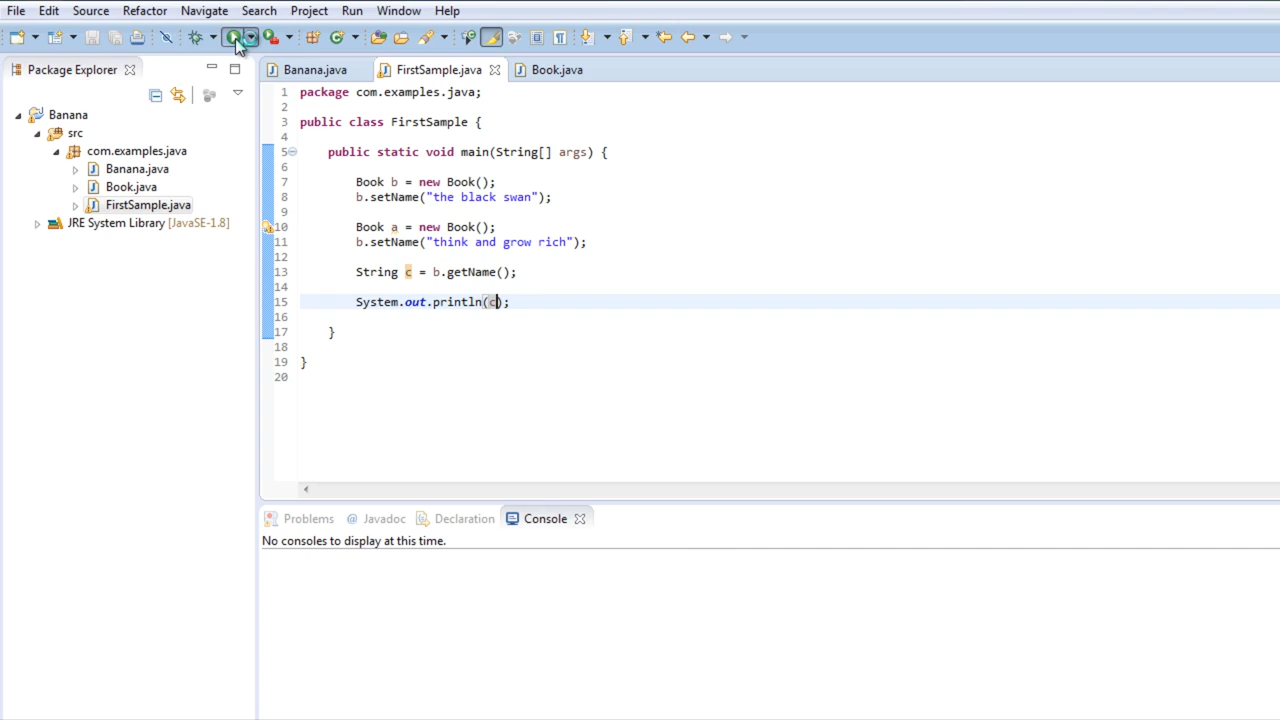 File Edit Source Refactor Navigate Search Project Run Window Help
Package Explorer
Banana
src
com.examples.java
Banana.java
Book.java
FirstSample.java
JRE System Library [JavaSE-1.8]
Banana.java FirstSample.java Book.java
1 package com.examples.java;
2
3 public class FirstSample {
4
5 public static void main(String[] args) {
6
7 Book b = new Book();
8 b.setName("the black swan");
9
10 Book a = new Book();
11 b.setName("think and grow rich");
12
13 String c = b.getName();
14
15 System.out.println(c);
16
17 }
18
19 }
20
Problems @ Javadoc Declaration Console
No consoles to display at this time.